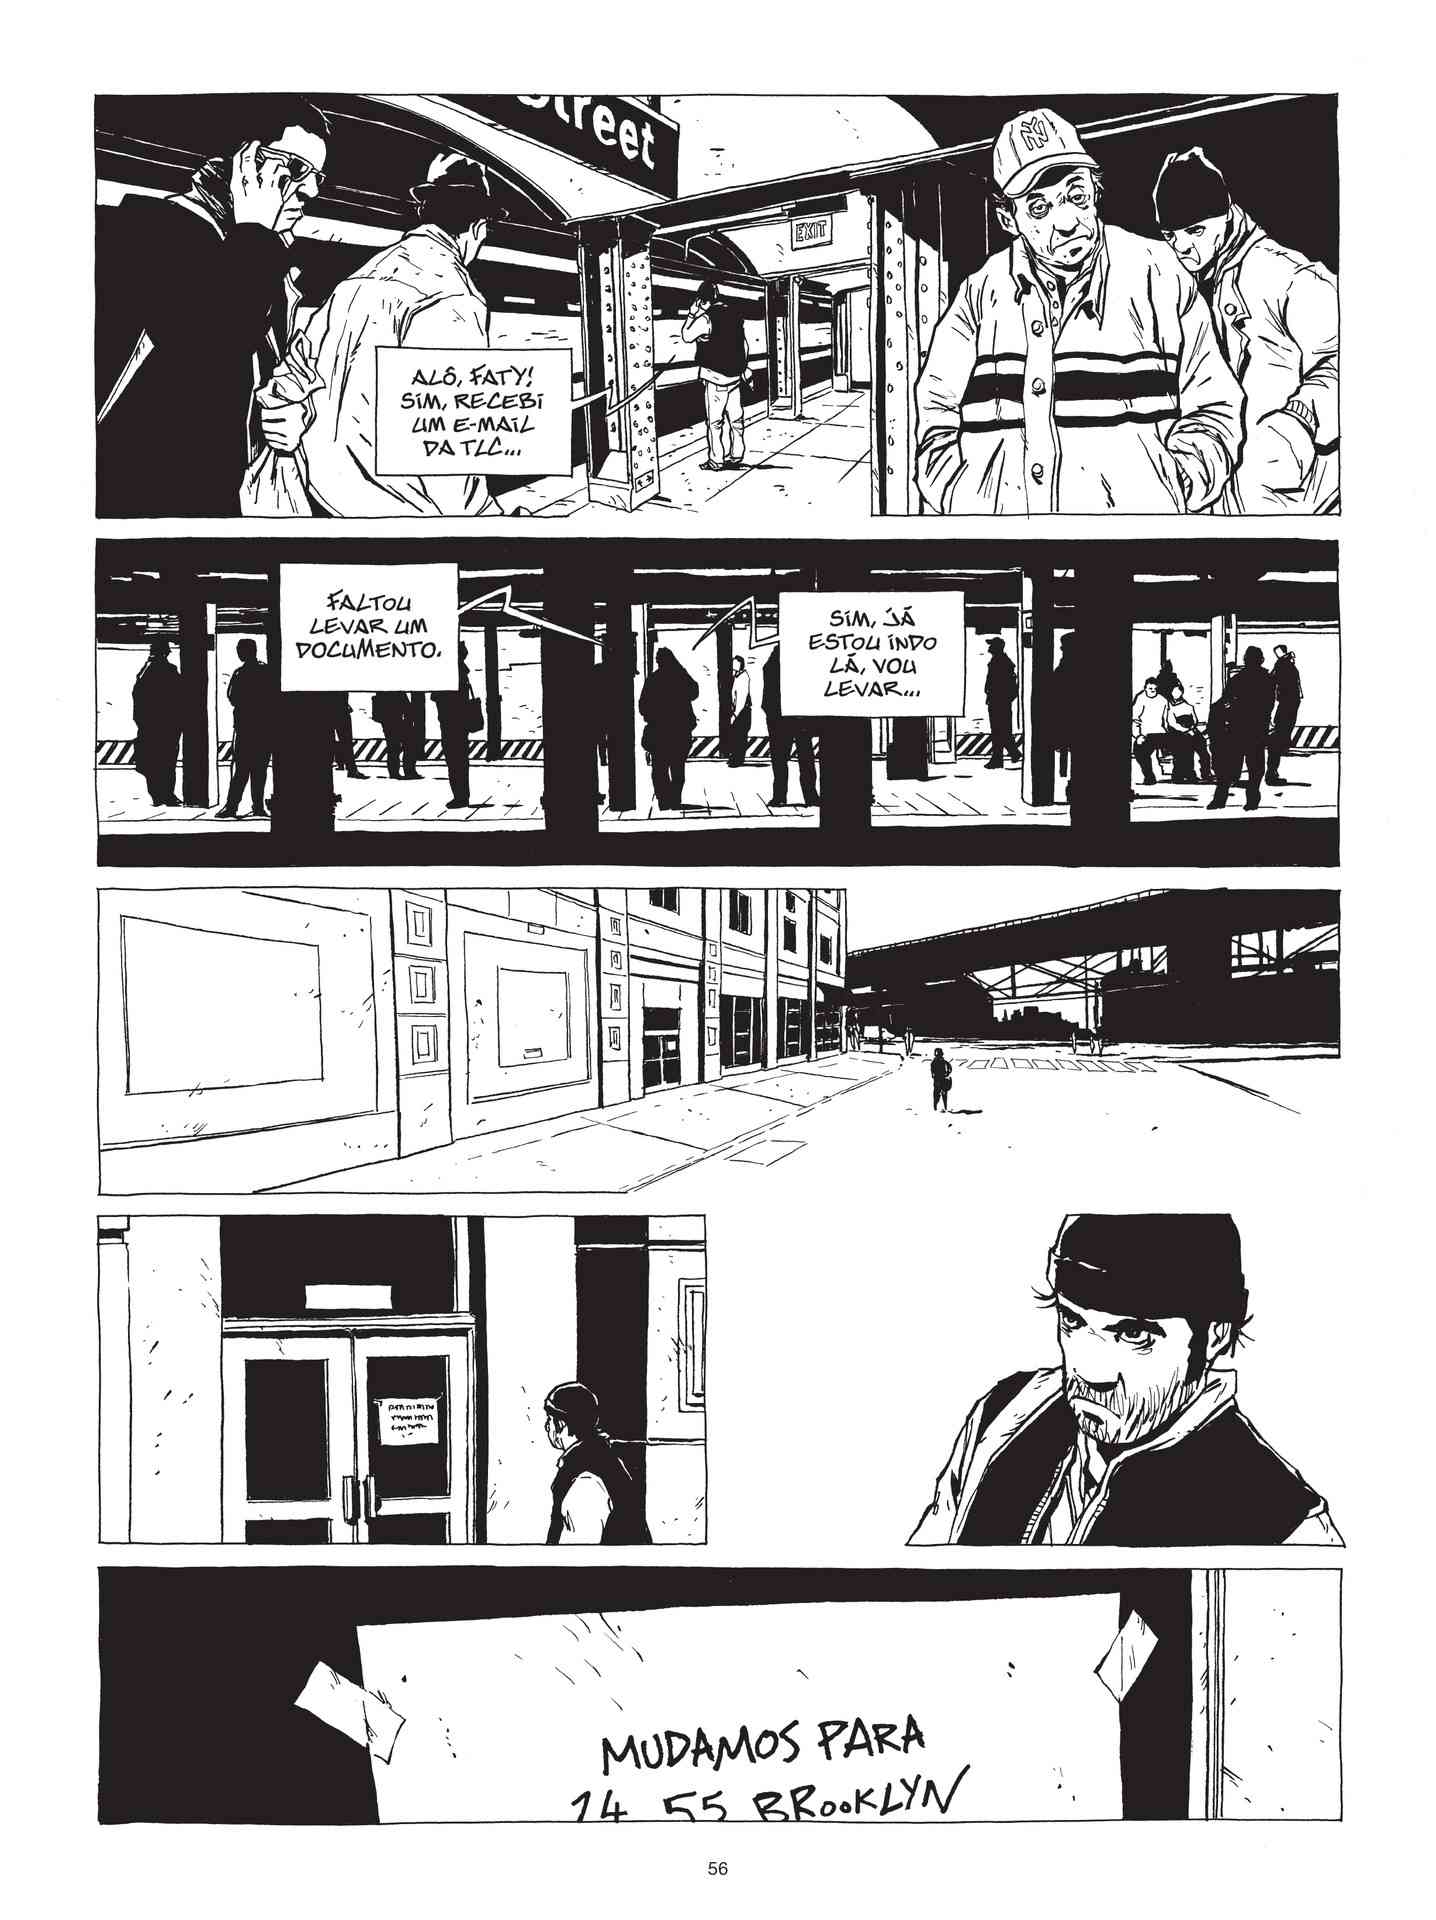 Street
EXIT
NY
ALÔ, FATY!
SIM, RECEBI
UM E-MAIL
DA TLC...
FALTOU
LEVAR UM
DOCUMENTO.
SIM, JÁ
ESTOU INDO
LÁ, VOU
LEVAR...
MUDAMOS PARA
14 55 BROOKLYN
56